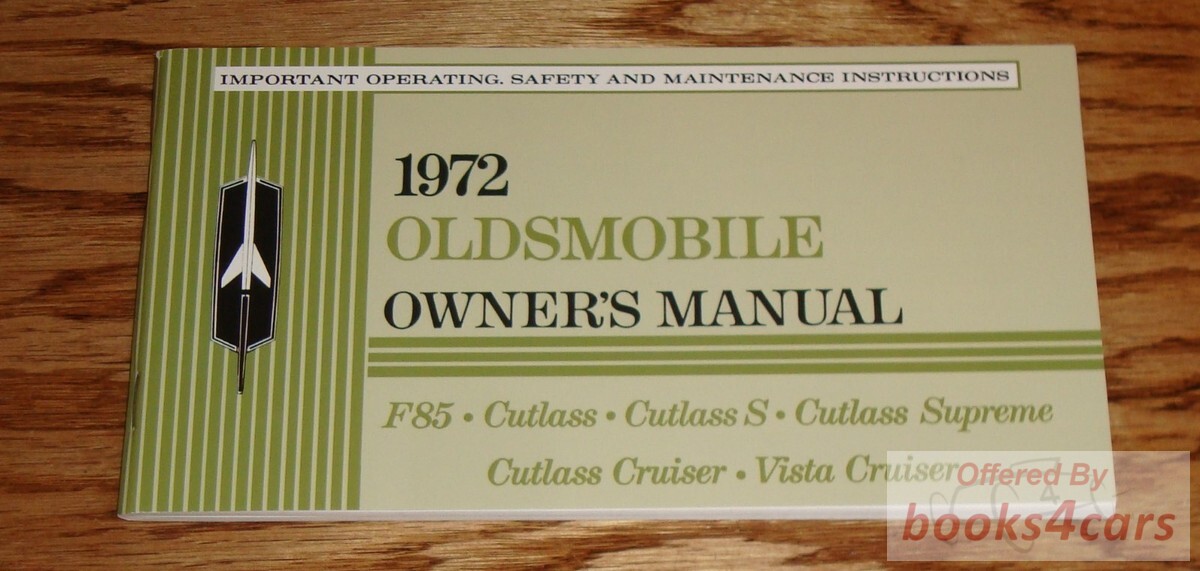 IMPORTANT OPERATING. SAFETY AND MAINTENANCE INSTRUCTIONS
1972
OLDSMOBILE
OWNER'S MANUAL
F85 • Cutlass • Cutlass S • Cutlass Supreme
Cutlass Cruiser • Vista Cruiser
Offered By
books4cars